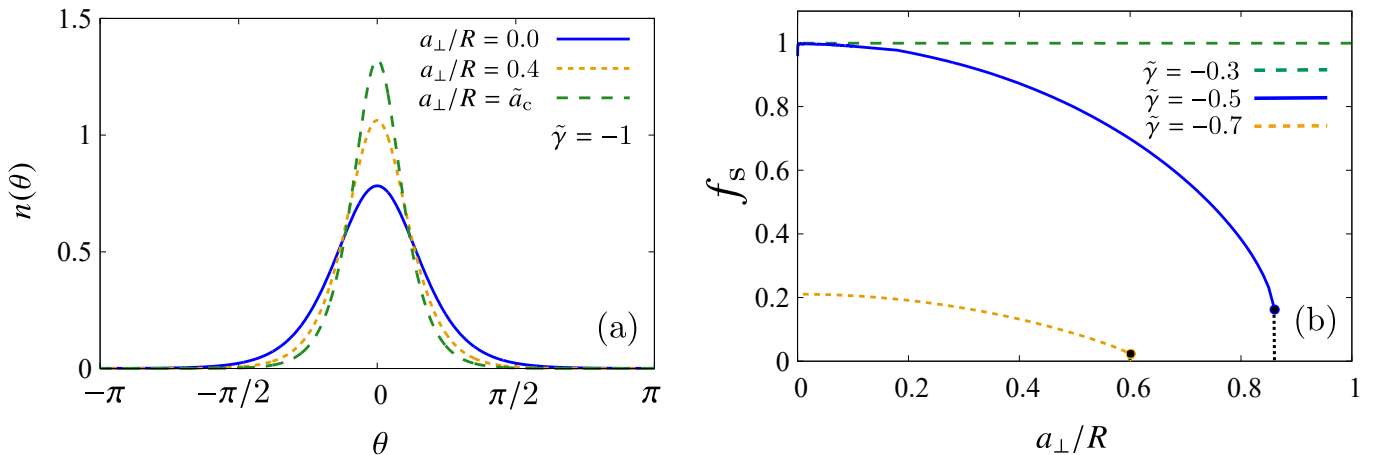 1.5
1
0.5
0
n(θ)
a⊥/R = 0.0
a⊥/R = 0.4
a⊥/R = ã_c
γ̃ = −1
(a)
−π
−π/2
0
π/2
π
θ
1
0.8
0.6
0.4
0.2
0
f_s
γ̃ = −0.3
γ̃ = −0.5
γ̃ = −0.7
(b)
0
0.2
0.4
0.6
0.8
1
a⊥/R